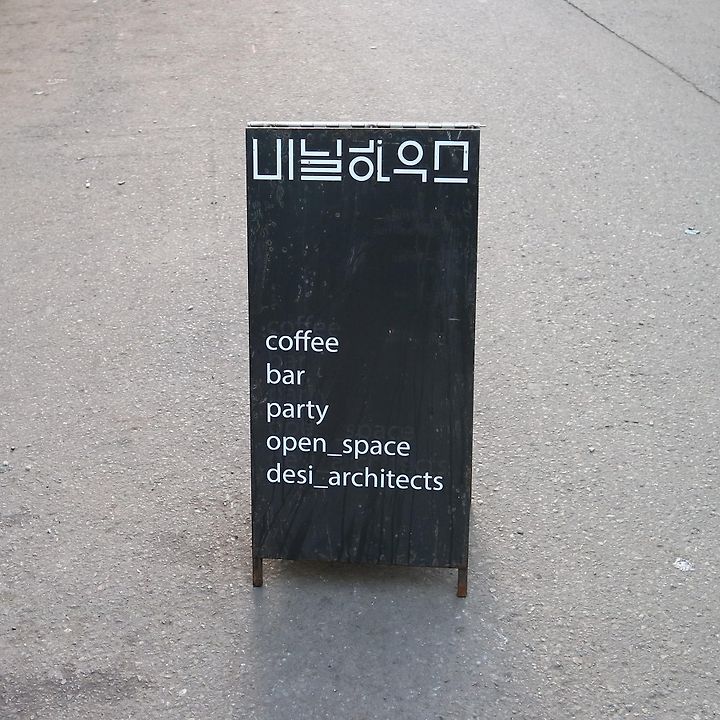 비닐하우스
coffee
bar
party
open_space
desi_architects